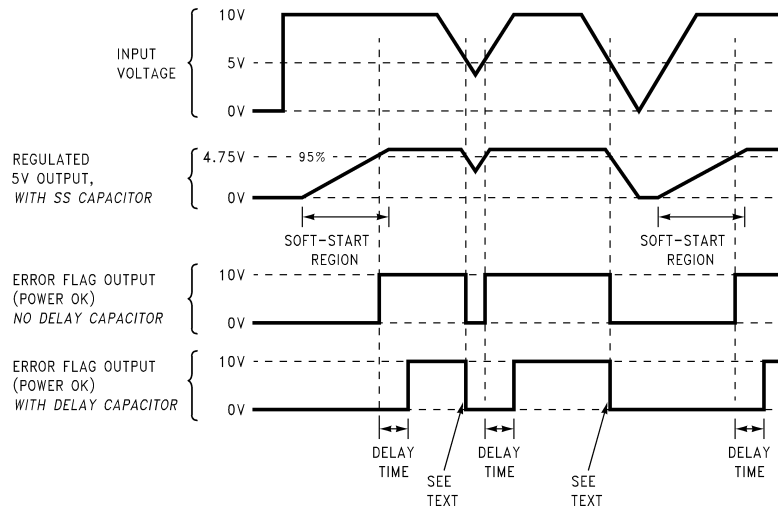 INPUT
VOLTAGE
10V
5V
0V
REGULATED
5V OUTPUT,
WITH SS CAPACITOR
4.75V
95%
0V
SOFT-START
REGION
SOFT-START
REGION
ERROR FLAG OUTPUT
(POWER OK)
NO DELAY CAPACITOR
10V
0V
ERROR FLAG OUTPUT
(POWER OK)
WITH DELAY CAPACITOR
10V
0V
DELAY
TIME
SEE
TEXT
DELAY
TIME
SEE
TEXT
DELAY
TIME